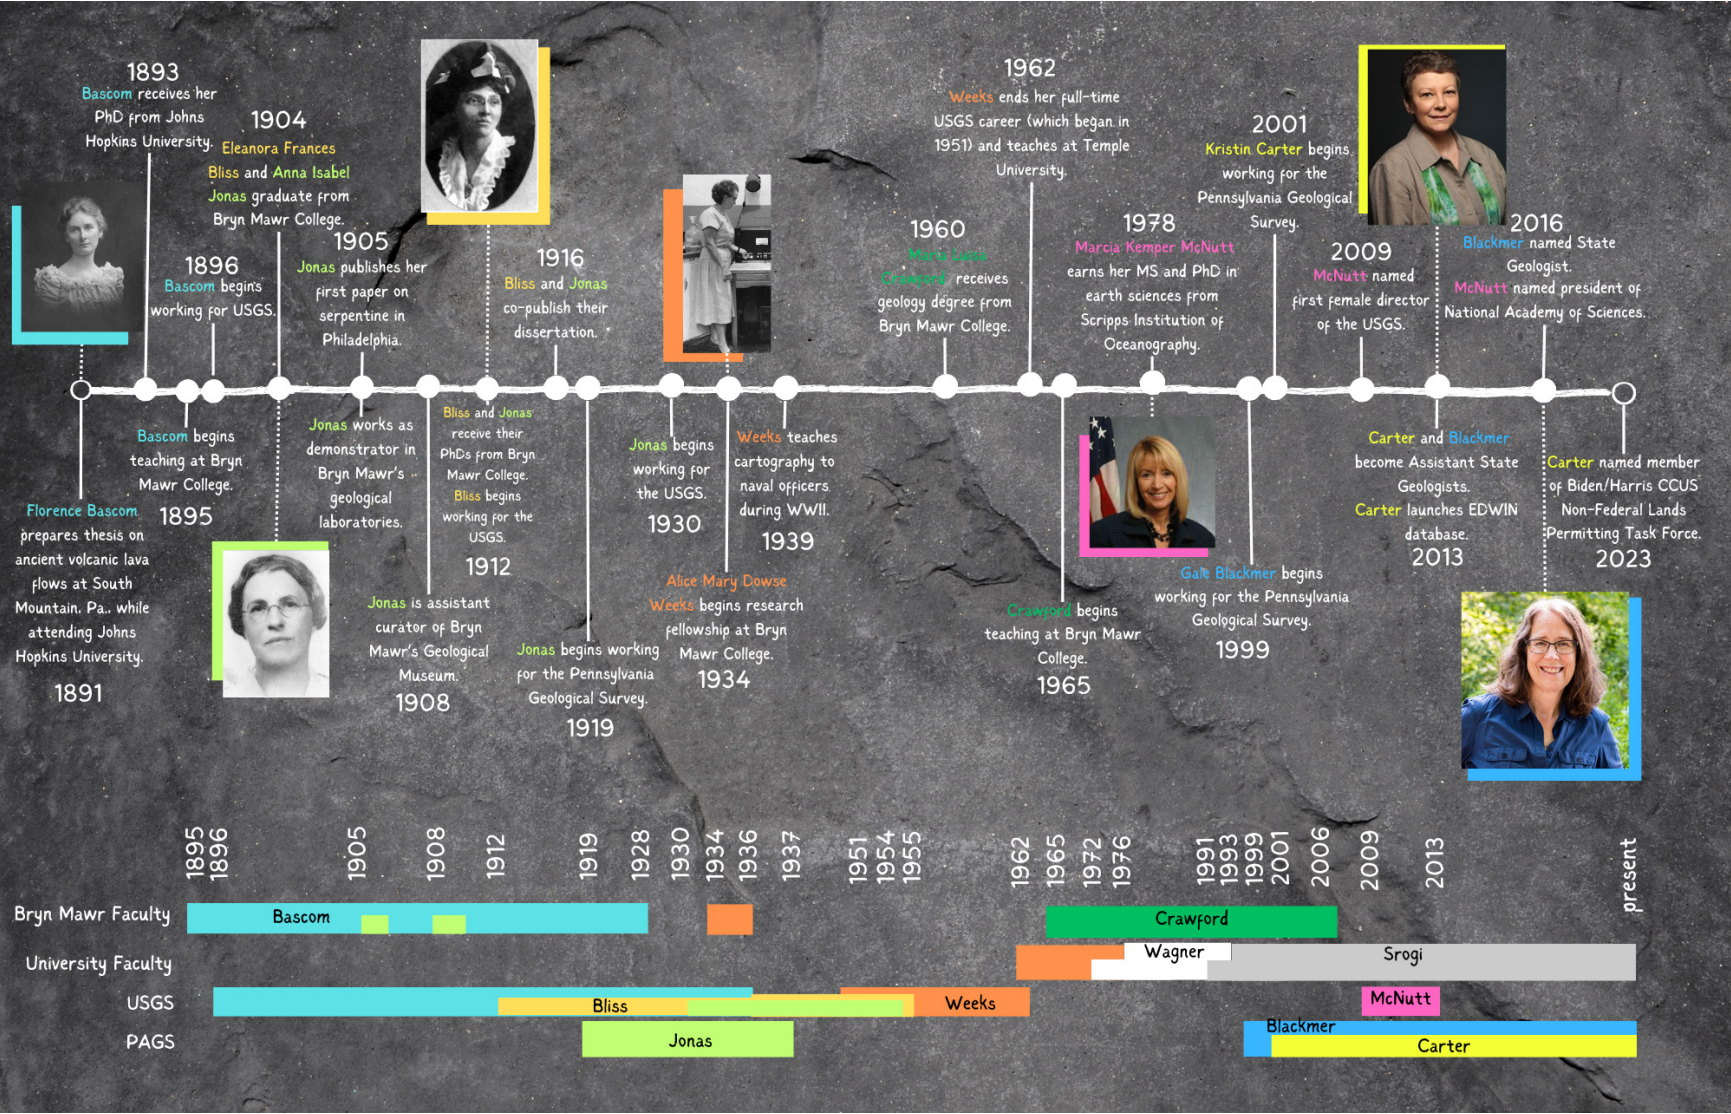 1893
Bascom receives her
PhD from Johns
Hopkins University.
1896
Bascom begins
working for USGS.
1904
Eleanora Frances
Bliss and Anna Isabel
Jonas graduate from
Bryn Mawr College.
1905
Jonas publishes her
first paper on
serpentine in
Philadelphia.
1916
Bliss and Jonas
co-publish their
dissertation.
1960
Maria Luisa
Crawford receives
geology degree from
Bryn Mawr College.
1962
Weeks ends her full-time
USGS career (which began in
1951) and teaches at Temple
University.
1978
Marcia Kemper McNutt
earns her MS and PhD in
earth sciences from
Scripps Institution of
Oceanography.
2001
Kristin Carter begins
working for the
Pennsylvania Geological
Survey.
2009
McNutt named
first female director
of the USGS.
2016
Blackmer named State
Geologist.
McNutt named president of
National Academy of Sciences.
Florence Bascom
prepares thesis on
ancient volcanic lava
flows at South
Mountain, Pa., while
attending Johns
Hopkins University.
1891
Bascom begins
teaching at Bryn
Mawr College.
1895
Jonas works as
demonstrator in
Bryn Mawr's
geological
laboratories.
Jonas is assistant
curator of Bryn
Mawr's Geological
Museum.
1908
Bliss and Jonas
receive their
PhDs from Bryn
Mawr College.
Bliss begins
working for the
USGS.
1912
Jonas begins working
for the Pennsylvania
Geological Survey.
1919
Jonas begins
working for
the USGS.
1930
Alice Mary Dowse
Weeks begins research
fellowship at Bryn
Mawr College.
1934
Weeks teaches
cartography to
naval officers
during WWII.
1939
Crawford begins
teaching at Bryn Mawr
College.
1965
Gale Blackmer begins
working for the Pennsylvania
Geological Survey.
1999
Carter and Blackmer
become Assistant State
Geologists.
Carter launches EDWIN
database.
2013
Carter named member
of Biden/Harris CCUS
Non-Federal Lands
Permitting Task Force.
2023
1895
1896
1905
1908
1912
1919
1928
1930
1934
1936
1937
1951
1954
1955
1962
1965
1972
1976
1991
1993
1999
2001
2006
2009
2013
present
Bryn Mawr Faculty
Bascom
Crawford
University Faculty
Wagner
Srogi
USGS
Bliss
Weeks
McNutt
PAGS
Jonas
Blackmer
Carter